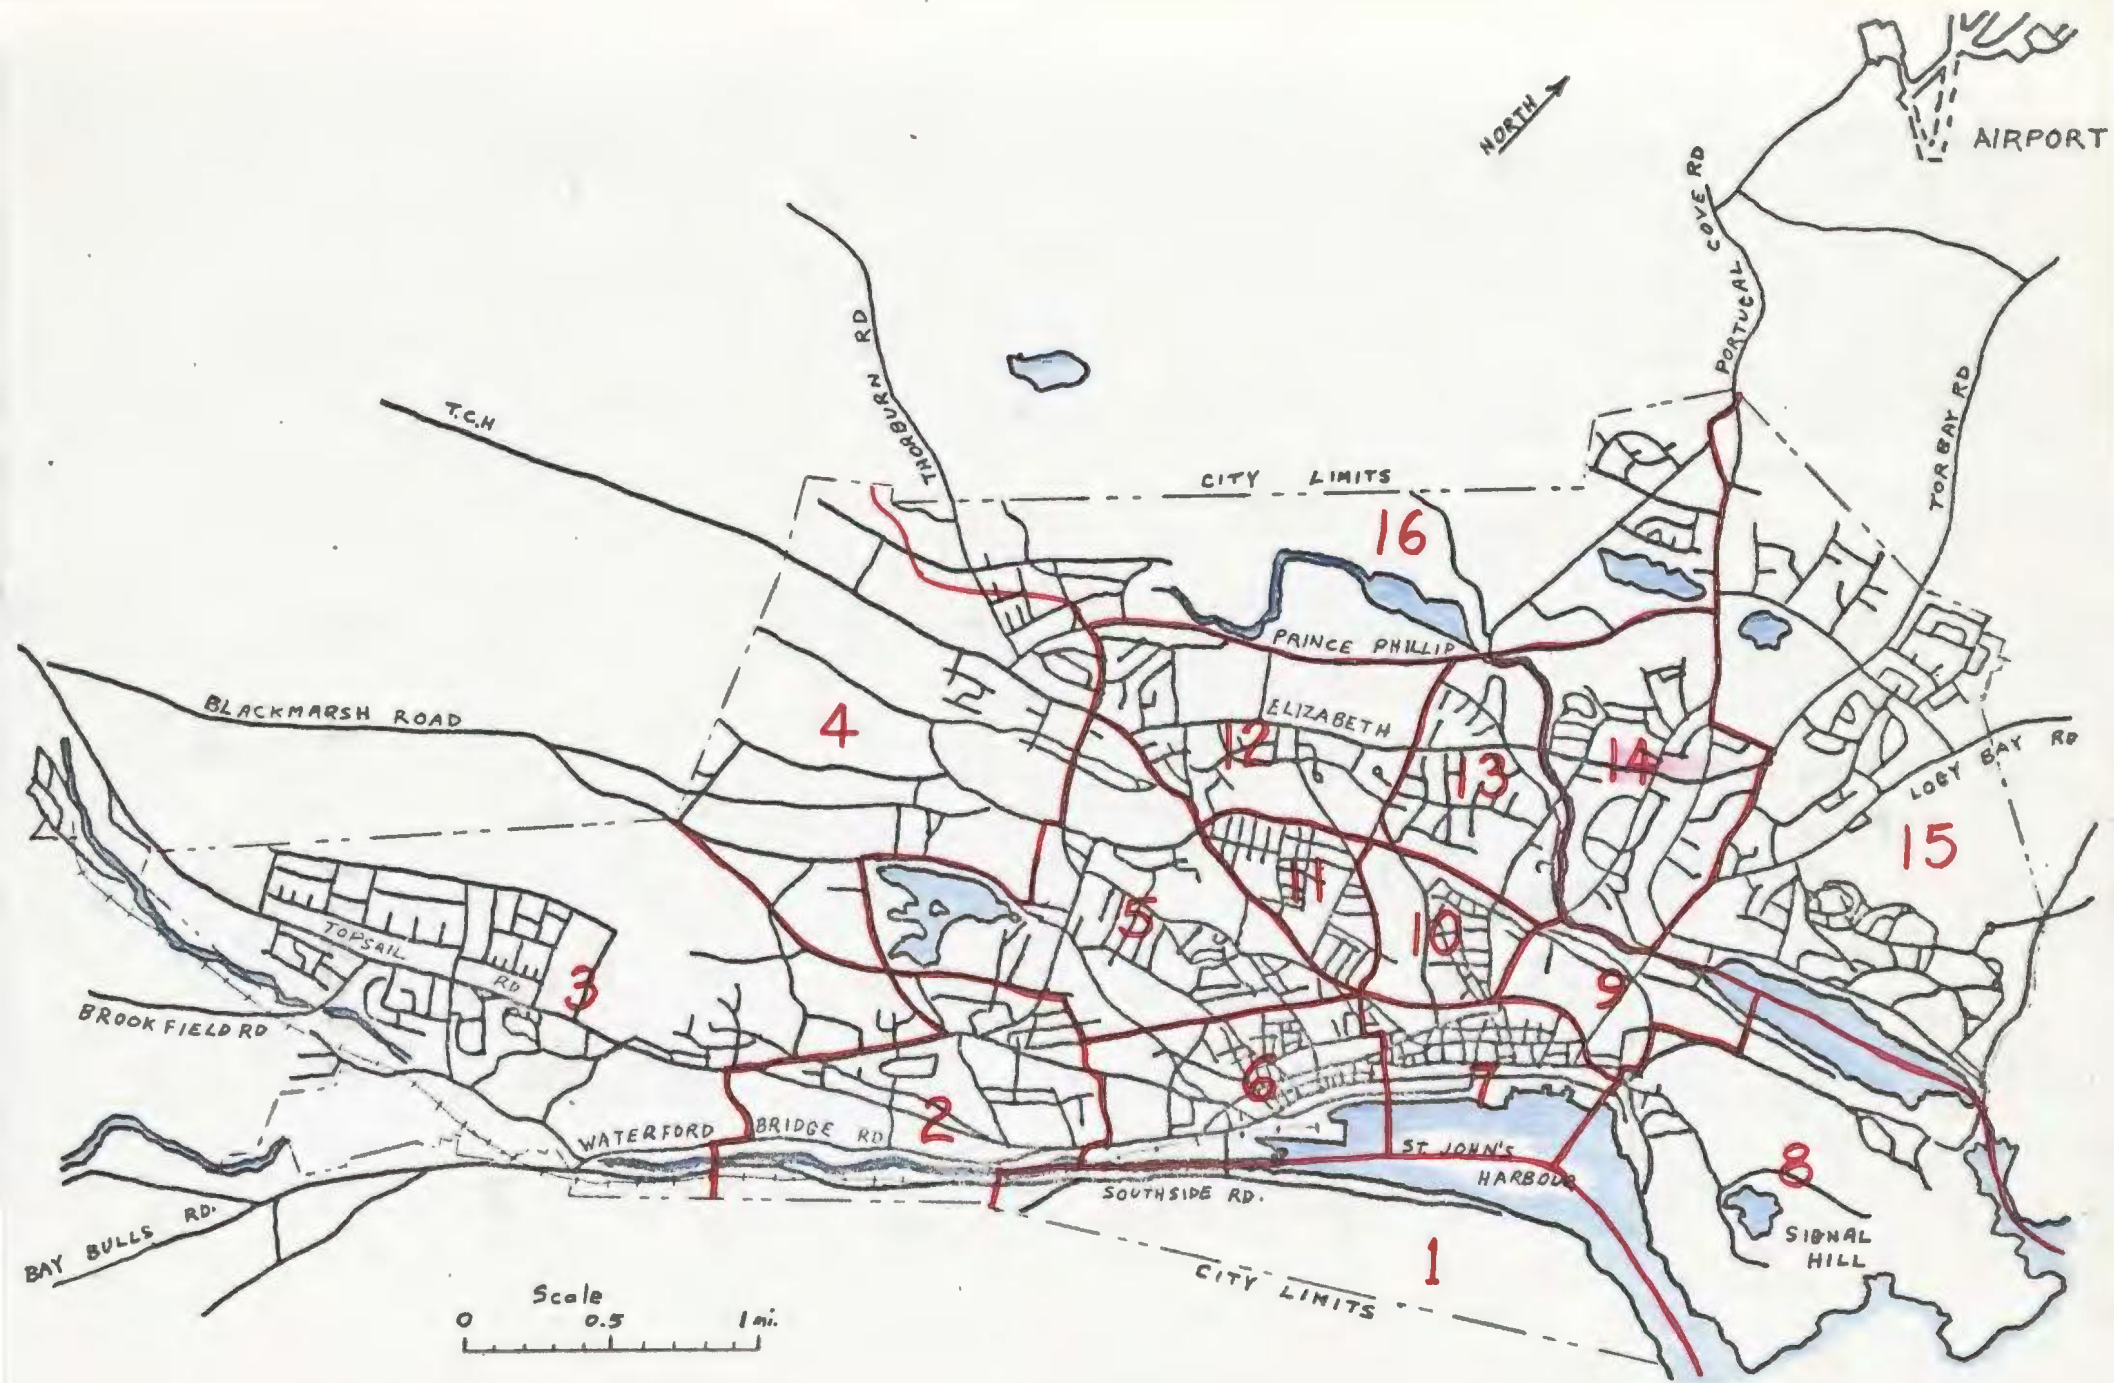 NORTH
AIRPORT
PORTUGAL COVE RD
THORBURN RD
T.C.H
TORBAY RD
CITY LIMITS
16
PRINCE PHILLIP
BLACKMARSH ROAD
4
ELIZABETH
12
13
14
LOGY BAY RD
15
5
11
10
9
TOPSAIL RD
3
BROOKFIELD RD
6
7
2
WATERFORD BRIDGE RD
ST. JOHN'S
HARBOUR
8
SOUTHSIDE RD.
BAY BULLS RD.
SIGNAL
HILL
1
CITY LIMITS
Scale
0 0.5 1 mi.